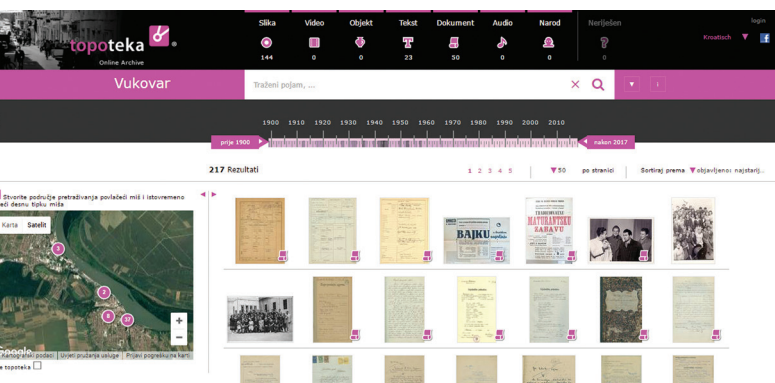 Slika Video Objekt Tekst Dokument Audio Narod Neriješen
144 0 0 23 50 0 0 0
login
Kroatisch
topoteka
Online Archive
Vukovar
Traženi pojam, ...
1900 1910 1920 1930 1940 1950 1960 1970 1980 1990 2000 2010
prije 1900
nakon 2017
217 Rezultati
1 2 3 4 5
50 po stranici
Sortiraj prema objavljeno: najstarij...
Stvorite područje pretraživanja povlačeći miš i istovremeno
desnu tipku miša
Karta Satelit
3
2
8 37
+
−
Google
Kartografski podaci Uvjeti pružanja usluge Prijavi pogrešku na karti
topoteka
BAJKU
MATURANTSKU
ZABAVU